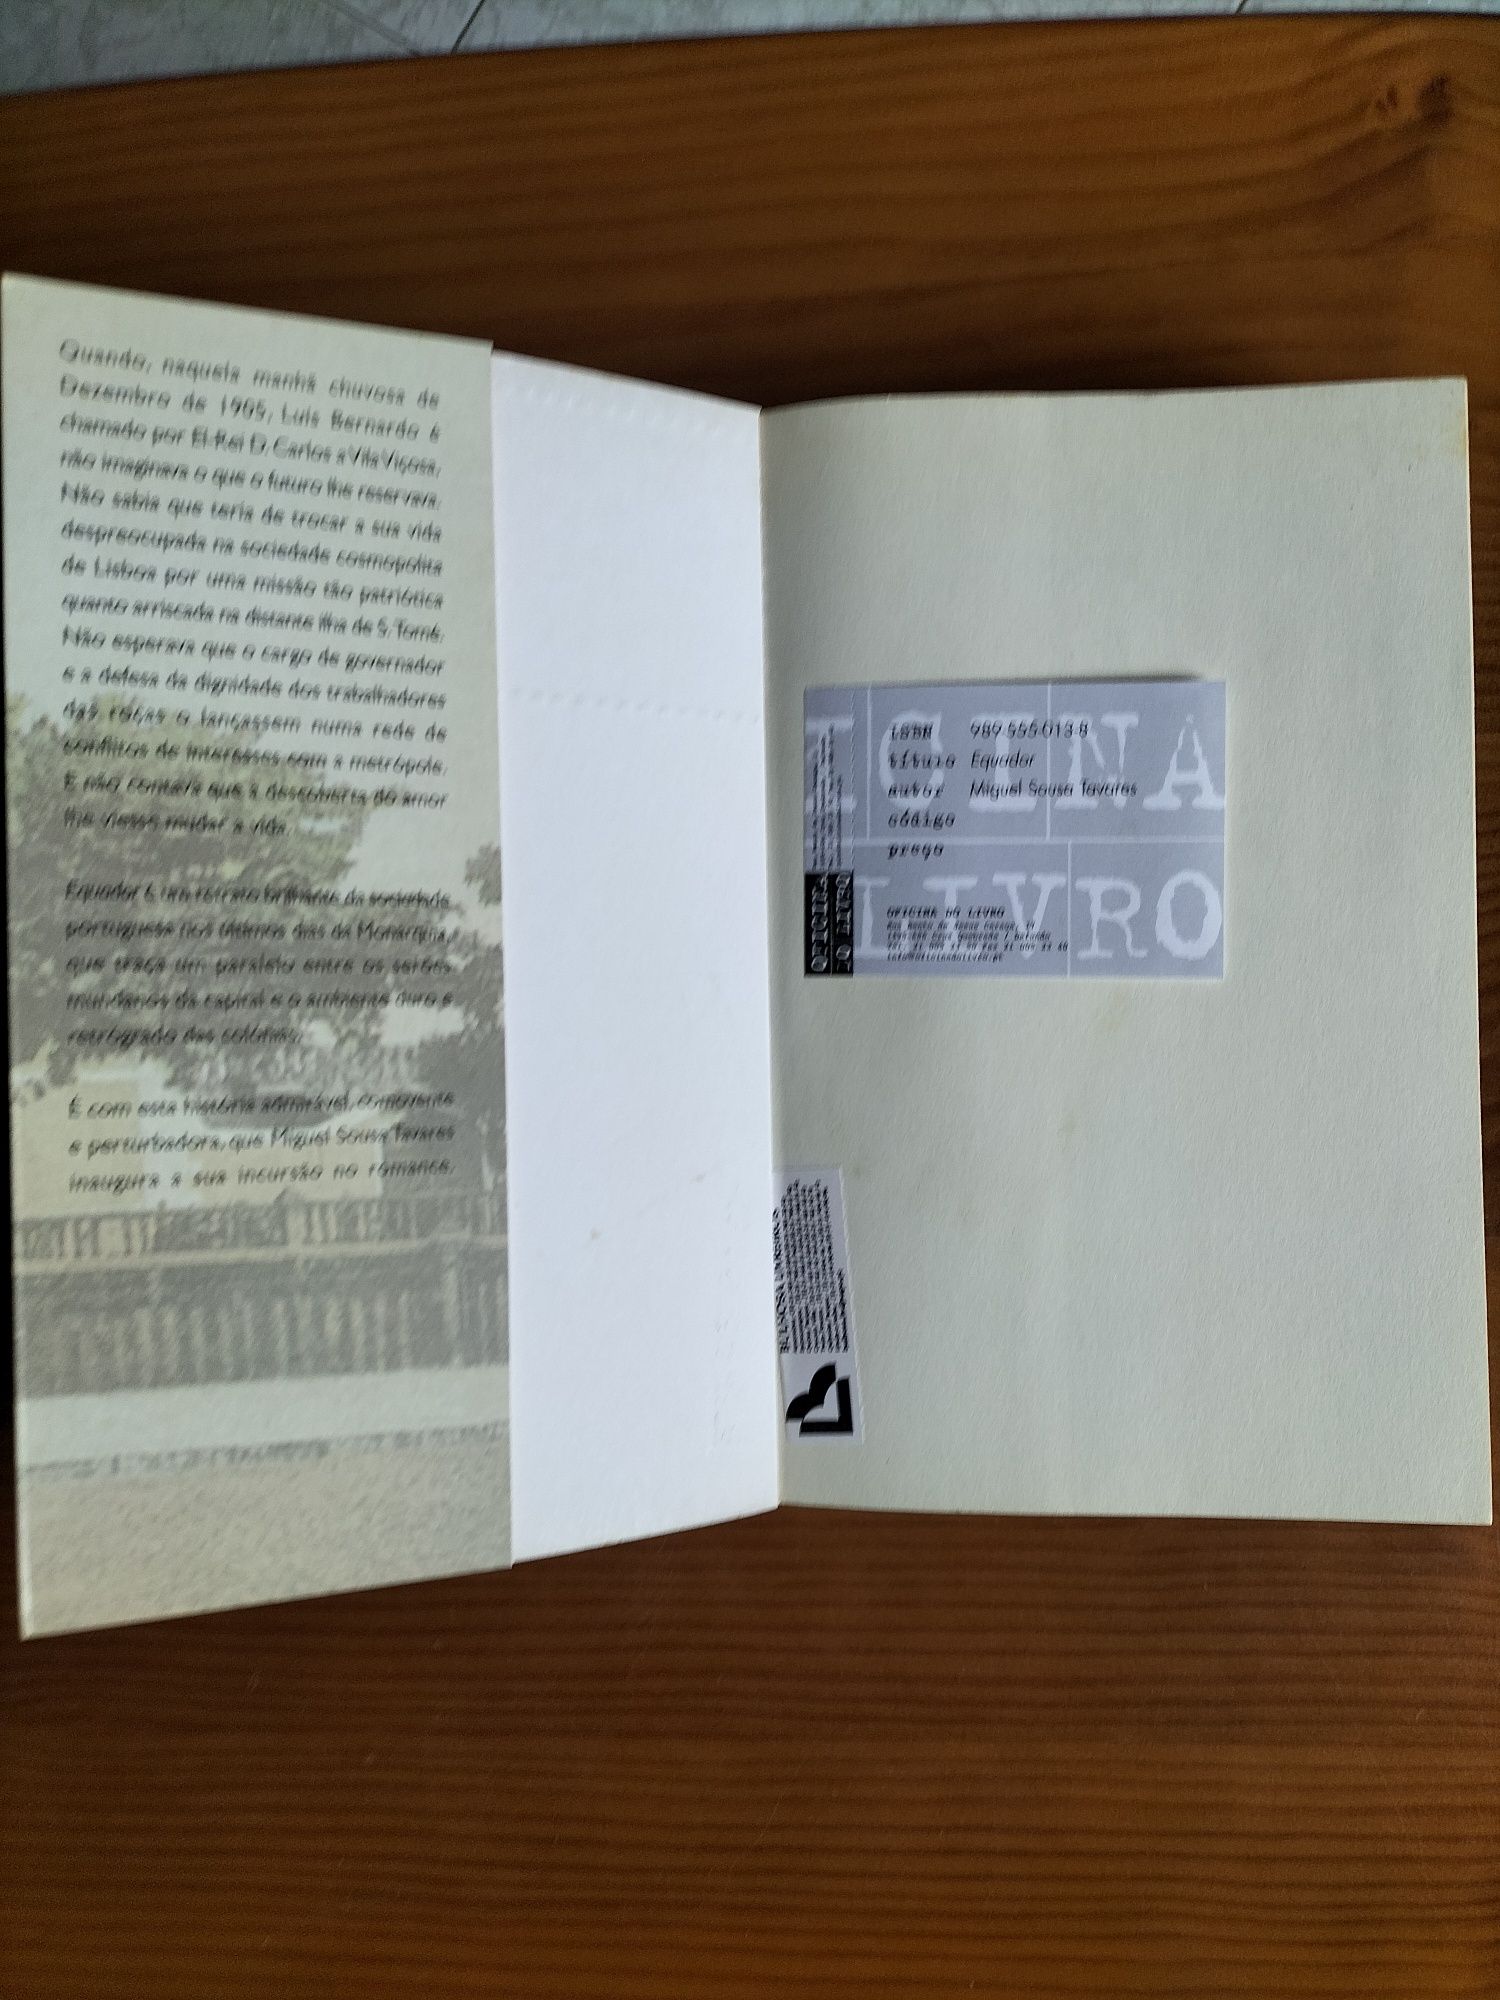 Quando, naquela manhã chuvosa de
Dezembro de 1905, Luís Bernardo é
chamado por El-Rei D. Carlos a Vila Viçosa,
não imaginava o que o futuro lhe reservava.
Não sabia que teria de trocar a sua vida
despreocupada na sociedade cosmopolita
de Lisboa por uma missão tão patriótica
quanto arriscada na distante ilha de S. Tomé.
Não esperava que o cargo de governador
e a defesa da dignidade dos trabalhadores
das roças o lançassem numa rede de
conflitos de interesses com a metrópole.
E não contava que a descoberta do amor
lhe viesse mudar a vida.
Equador é um retrato brilhante da sociedade
portuguesa nos últimos dias da Monarquia,
que traça um paralelo entre os serões
mundanos da capital e o ambiente duro e
retrógrado das colónias.
É com esta história admirável, comovente
e perturbadora, que Miguel Sousa Tavares
inaugura a sua incursão no romance.
ICINA
LIVRO
ISBN 989-555-013-8
título Equador
autor Miguel Sousa Tavares
código
preço
OFICINA DO LIVRO
OFICINA
DO LIVRO